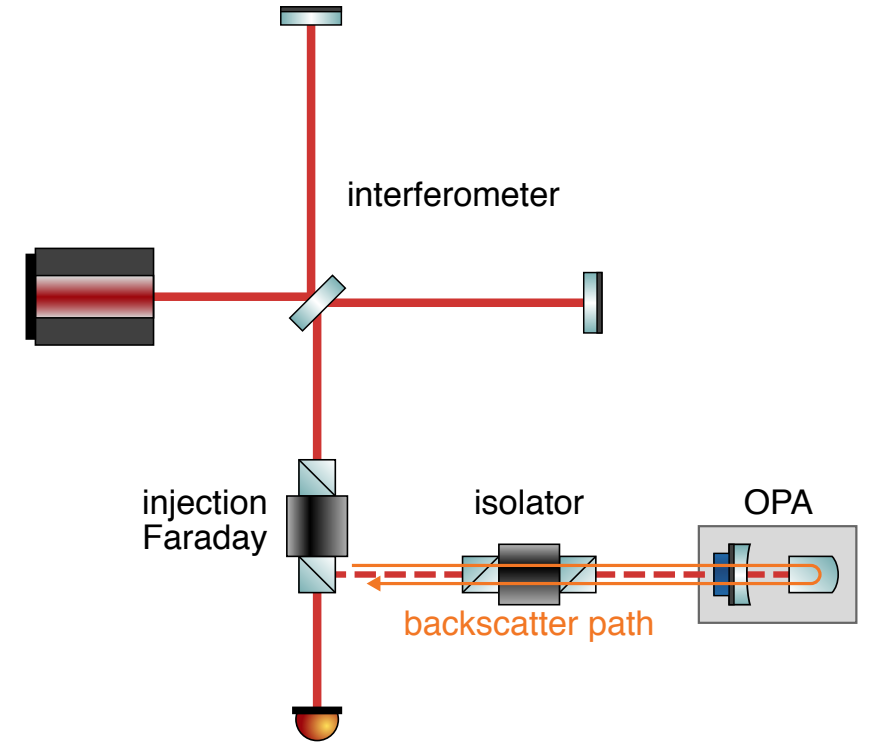 interferometer
injection
Faraday
isolator
OPA
backscatter path